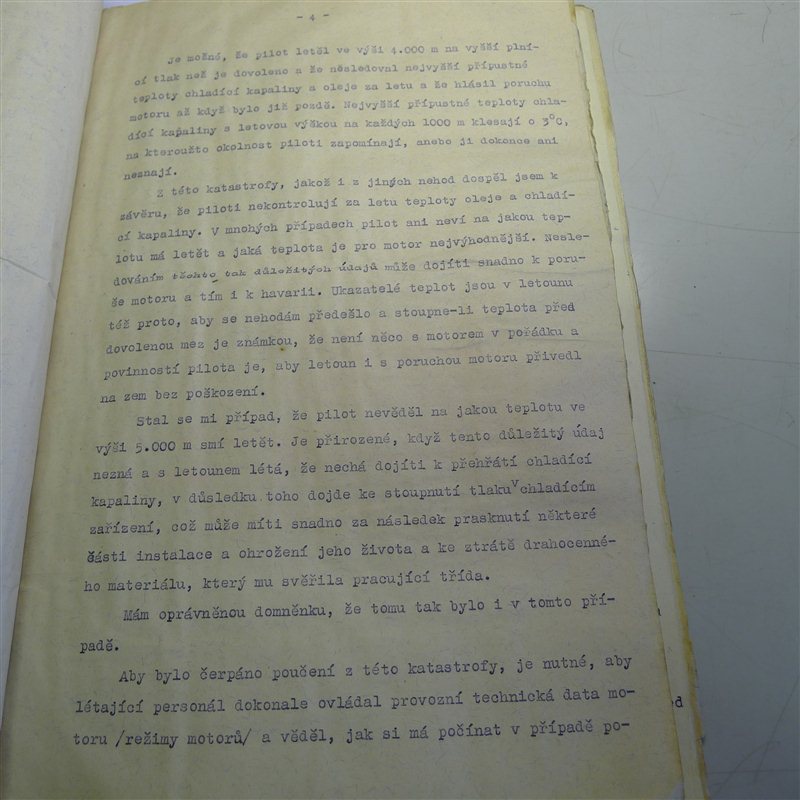 - 4 -
Je možné, že pilot letěl ve výši 4.000 m na vyšší plní-
cí tlak než je dovoleno a že nesledoval nejvyšší přípustné
teploty chladící kapaliny a oleje za letu a že hlásil poruchu
motoru až když bylo již pozdě. Nejvyšší přípustné teploty chla-
dící kapaliny s letovou výškou na každých 1000 m klesají o 3°C,
na kteroužto okolnost piloti zapomínají, anebo ji dokonce ani
neznají.
Z této katastrofy, jakož i z jiných nehod dospěl jsem k
závěru, že piloti nekontrolují za letu teploty oleje a chladí-
cí kapaliny. V mnohých případech pilot ani neví na jakou tep-
lotu má letět a jaká teplota je pro motor nejvýhodnější. Nesle-
dováním těchto tak důležitých údajů může dojíti snadno k poru-
še motoru a tím i k havarii. Ukazatelé teplot jsou v letounu
též proto, aby se nehodám předešlo a stoupne-li teplota před
dovolenou mez je známkou, že není něco s motorem v pořádku a
povinností pilota je, aby letoun i s poruchou motoru přivedl
na zem bez poškození.
Stal se mi případ, že pilot nevěděl na jakou teplotu ve
výši 5.000 m smí letět. Je přirozené, když tento důležitý údaj
nezná a s letounem létá, že nechá dojíti k přehřátí chladící
kapaliny, v důsledku toho dojde ke stoupnutí tlaku v chladícím
zařízení, což může míti snadno za následek prasknutí některé
části instalace a ohrožení jeho života a ke ztrátě drahocenné-
ho materiálu, který mu svěřila pracující třída.
Mám oprávněnou domněnku, že tomu tak bylo i v tomto pří-
padě.
Aby bylo čerpáno poučení z této katastrofy, je nutné, aby
létající personál dokonale ovládal provozní technická data mo-
toru /režimy motorů/ a věděl, jak si má počínat v případě po-